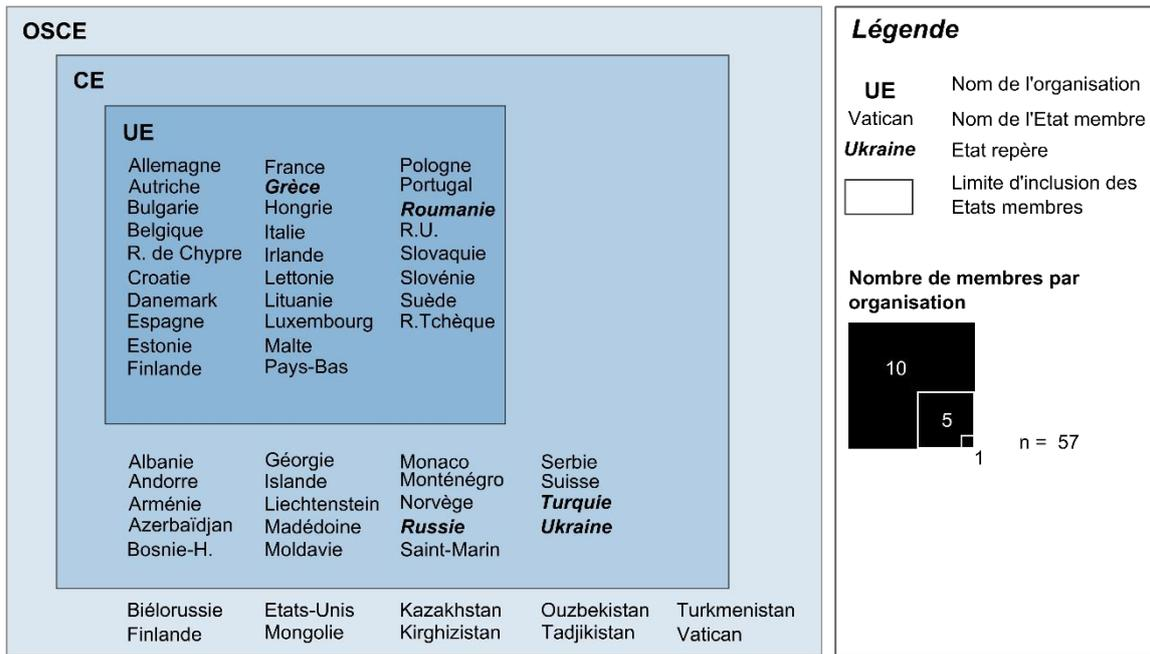 OSCE
CE
UE
Allemagne France Pologne
Autriche Grèce Portugal
Bulgarie Hongrie Roumanie
Belgique Italie R.U.
R. de Chypre Irlande Slovaquie
Croatie Lettonie Slovénie
Danemark Lituanie Suède
Espagne Luxembourg R.Tchèque
Estonie Malte
Finlande Pays-Bas
Albanie Géorgie Monaco Serbie
Andorre Islande Monténégro Suisse
Arménie Liechtenstein Norvège Turquie
Azerbaïdjan Madédoine Russie Ukraine
Bosnie-H. Moldavie Saint-Marin
Biélorussie Etats-Unis Kazakhstan Ouzbekistan Turkmenistan
Finlande Mongolie Kirghizistan Tadjikistan Vatican
Légende
UE Nom de l'organisation
Vatican Nom de l'Etat membre
Ukraine Etat repère
Limite d'inclusion des
Etats membres
Nombre de membres par
organisation
10
5
1
n = 57